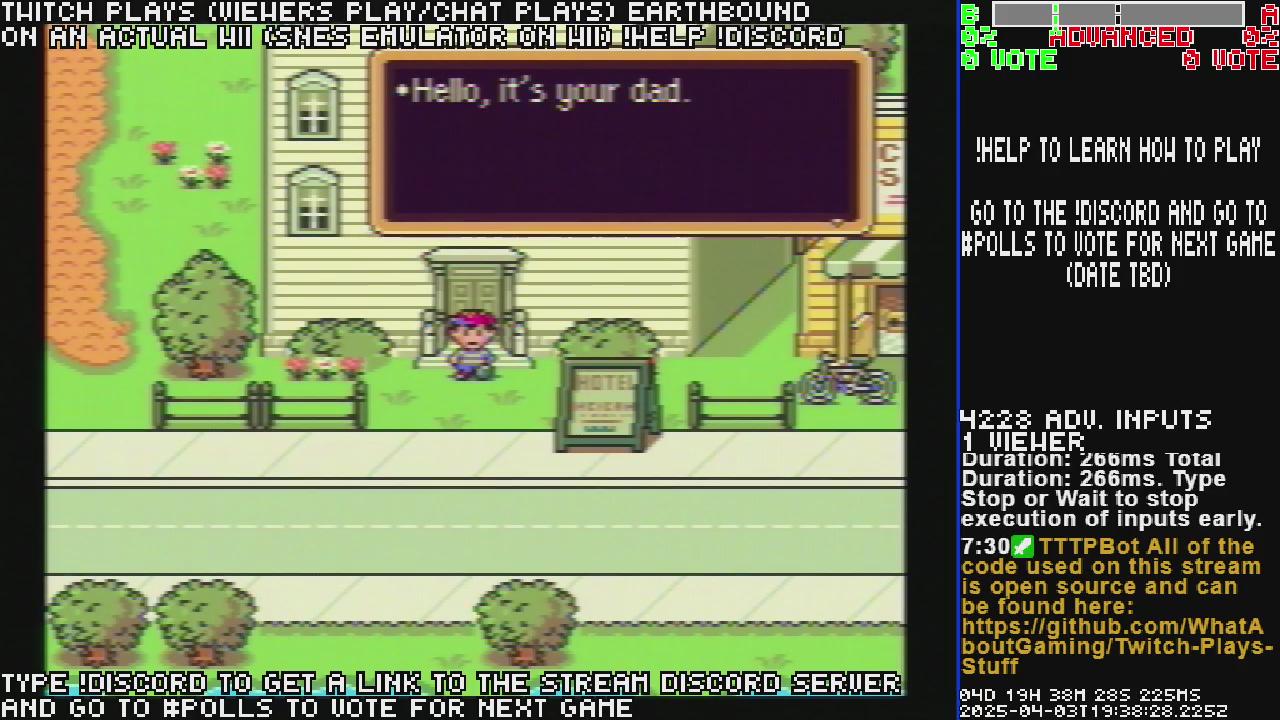 TWITCH PLAYS (VIEWERS PLAY/CHAT PLAYS) EARTHBOUND
ON AN ACTUAL WII (SNES EMULATOR ON WII) !HELP !DISCORD
•Hello, it's your dad.
C
S
HOTEL
TYPE !DISCORD TO GET A LINK TO THE STREAM DISCORD SERVER
AND GO TO #POLLS TO VOTE FOR NEXT GAME
B: A
0% ADVANCED 0%
0 VOTE 0 VOTE
!HELP TO LEARN HOW TO PLAY
GO TO THE !DISCORD AND GO TO
#POLLS TO VOTE FOR NEXT GAME
(DATE TBD)
4228 ADV. INPUTS
1 VIEWER
Duration: 266ms Total
Duration: 266ms. Type
Stop or Wait to stop
execution of inputs early.
7:30 TTTPBot All of the
code used on this stream
is open source and can
be found here:
https://github.com/WhatA
boutGaming/Twitch-Plays-
Stuff
04D 19H 38M 28S 225MS
2025-04-03T19:38:28.225Z